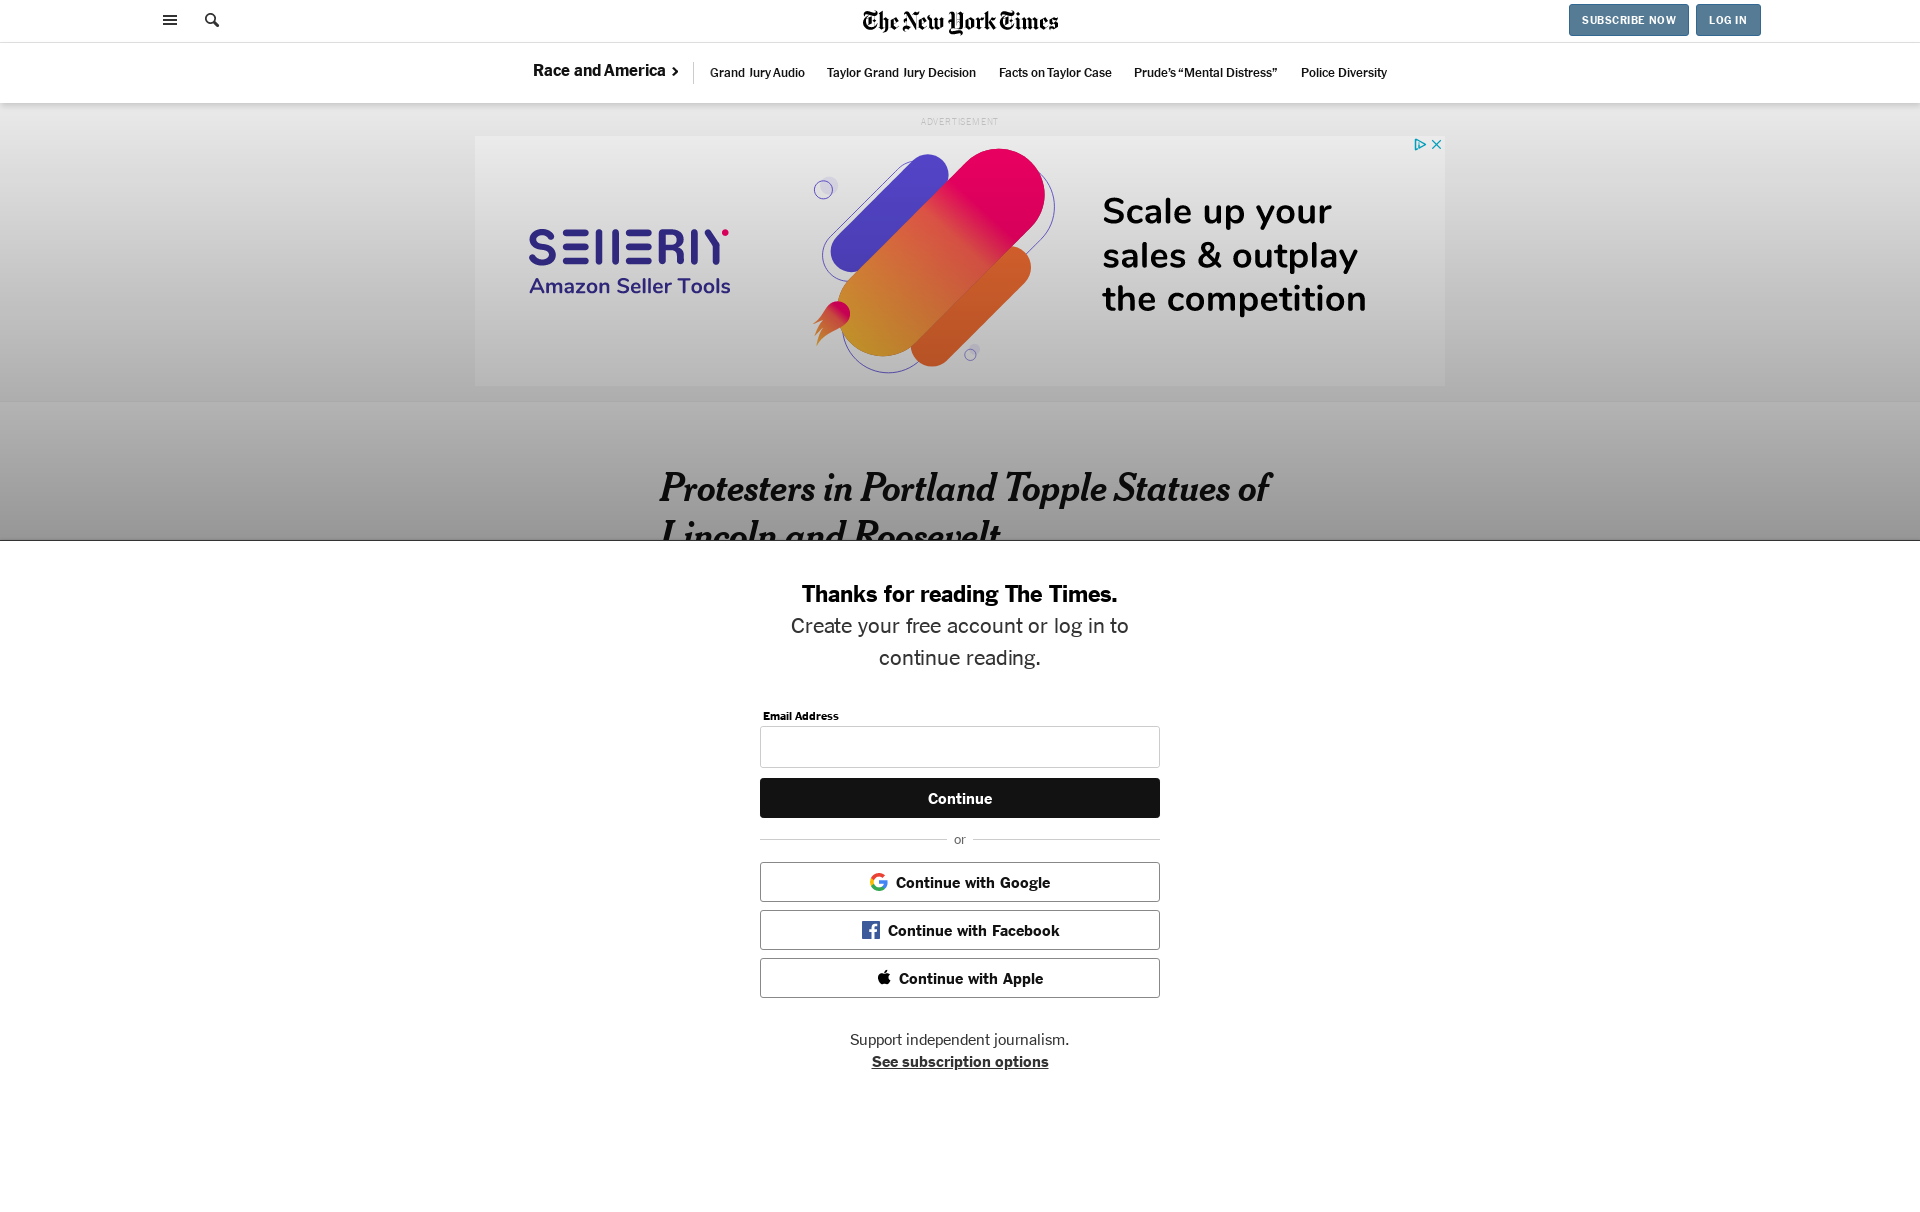 The New York Times
SUBSCRIBE NOW
LOG IN
Race and America
Grand Jury Audio
Taylor Grand Jury Decision
Facts on Taylor Case
Prude's “Mental Distress”
Police Diversity
ADVERTISEMENT
SELLERLY
Amazon Seller Tools
Scale up your
sales & outplay
the competition
Protesters in Portland Topple Statues of
Lincoln and Roosevelt
Thanks for reading The Times.
Create your free account or log in to
continue reading.
Email Address
Continue
or
Continue with Google
Continue with Facebook
Continue with Apple
Support independent journalism.
See subscription options